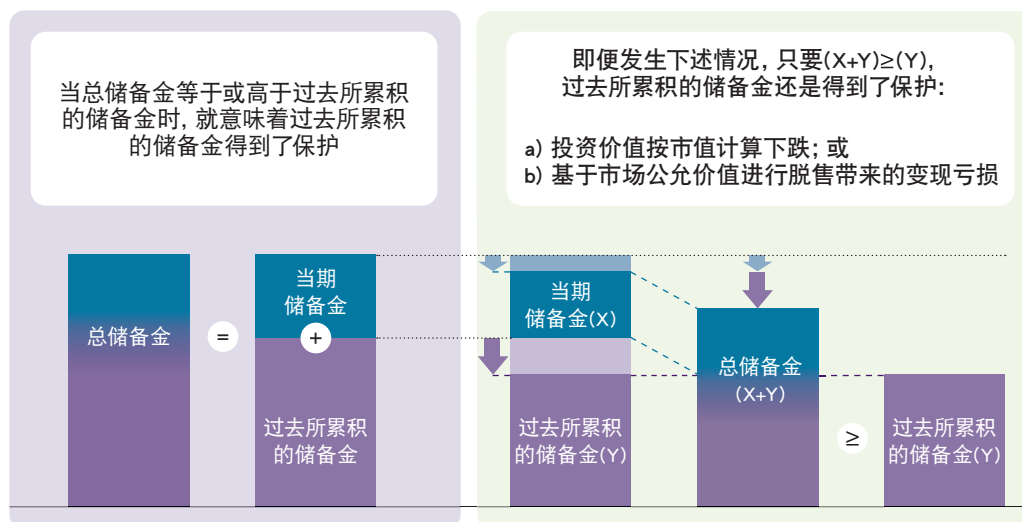 当总储备金等于或高于过去所累积
的储备金时, 就意味着过去所累积
的储备金得到了保护
总储备金
=
当期
储备金
+
过去所累积
的储备金
即便发生下述情况, 只要(X+Y)≥(Y),
过去所累积的储备金还是得到了保护:
a) 投资价值按市值计算下跌; 或
b) 基于市场公允价值进行脱售带来的变现亏损
当期
储备金(X)
过去所累积
的储备金(Y)
总储备金
(X+Y)
≥
过去所累积
的储备金(Y)